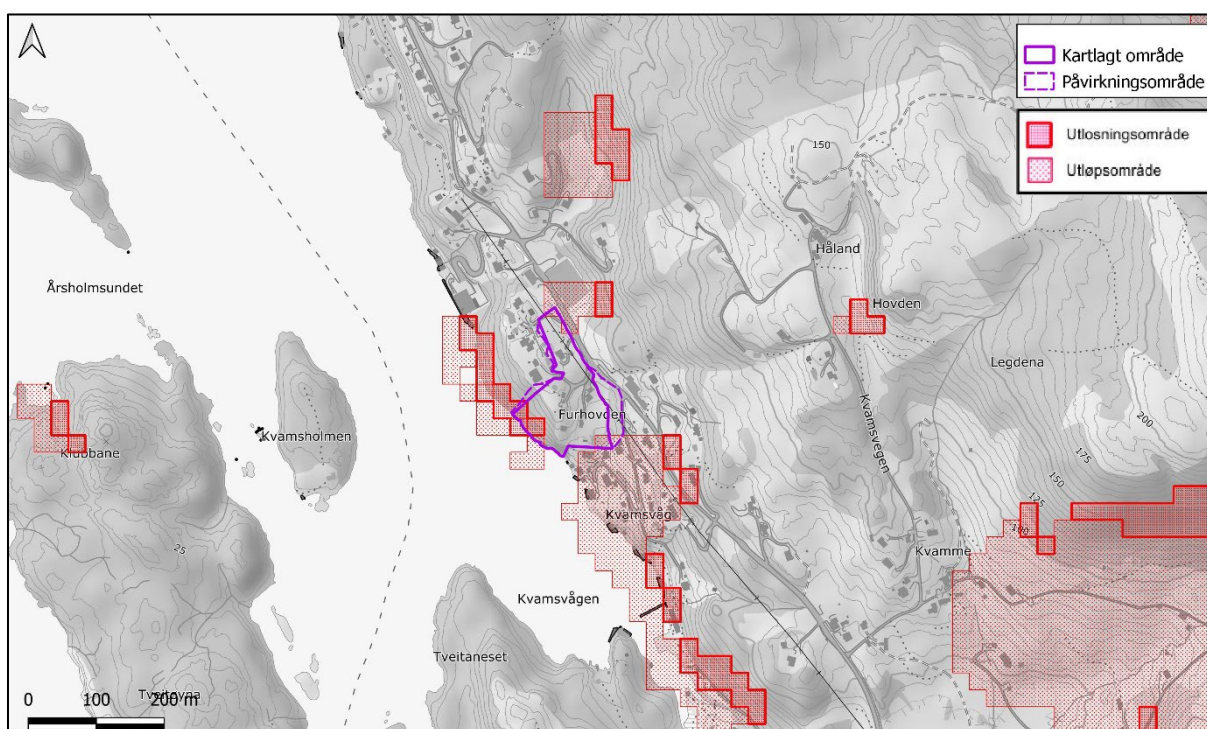 Kartlagt område
Påvirkningsområde
Utlosningsområde
Utløpsområde
150
Håland
Årsholmsundet
Hovden
Legdena
Kvamsvegen
Furhovden
Kvamsholmen
Klubbane
200
175
150
125
100
Kvamsvåg
25
Kvamme
Kvamsvågen
Tveitaneset
Tveitøyna
0 100 200 m